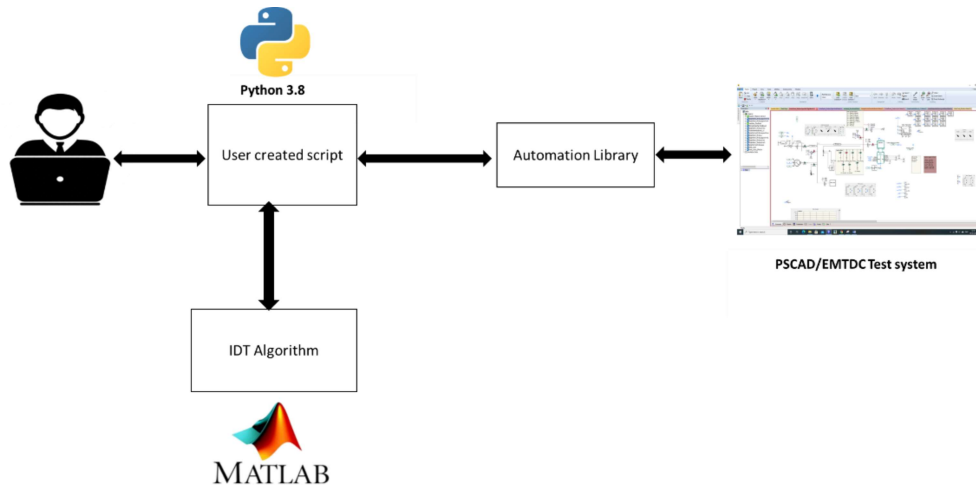 Python 3.8
User created script
Automation Library
PSCAD/EMTDC Test system
IDT Algorithm
MATLAB